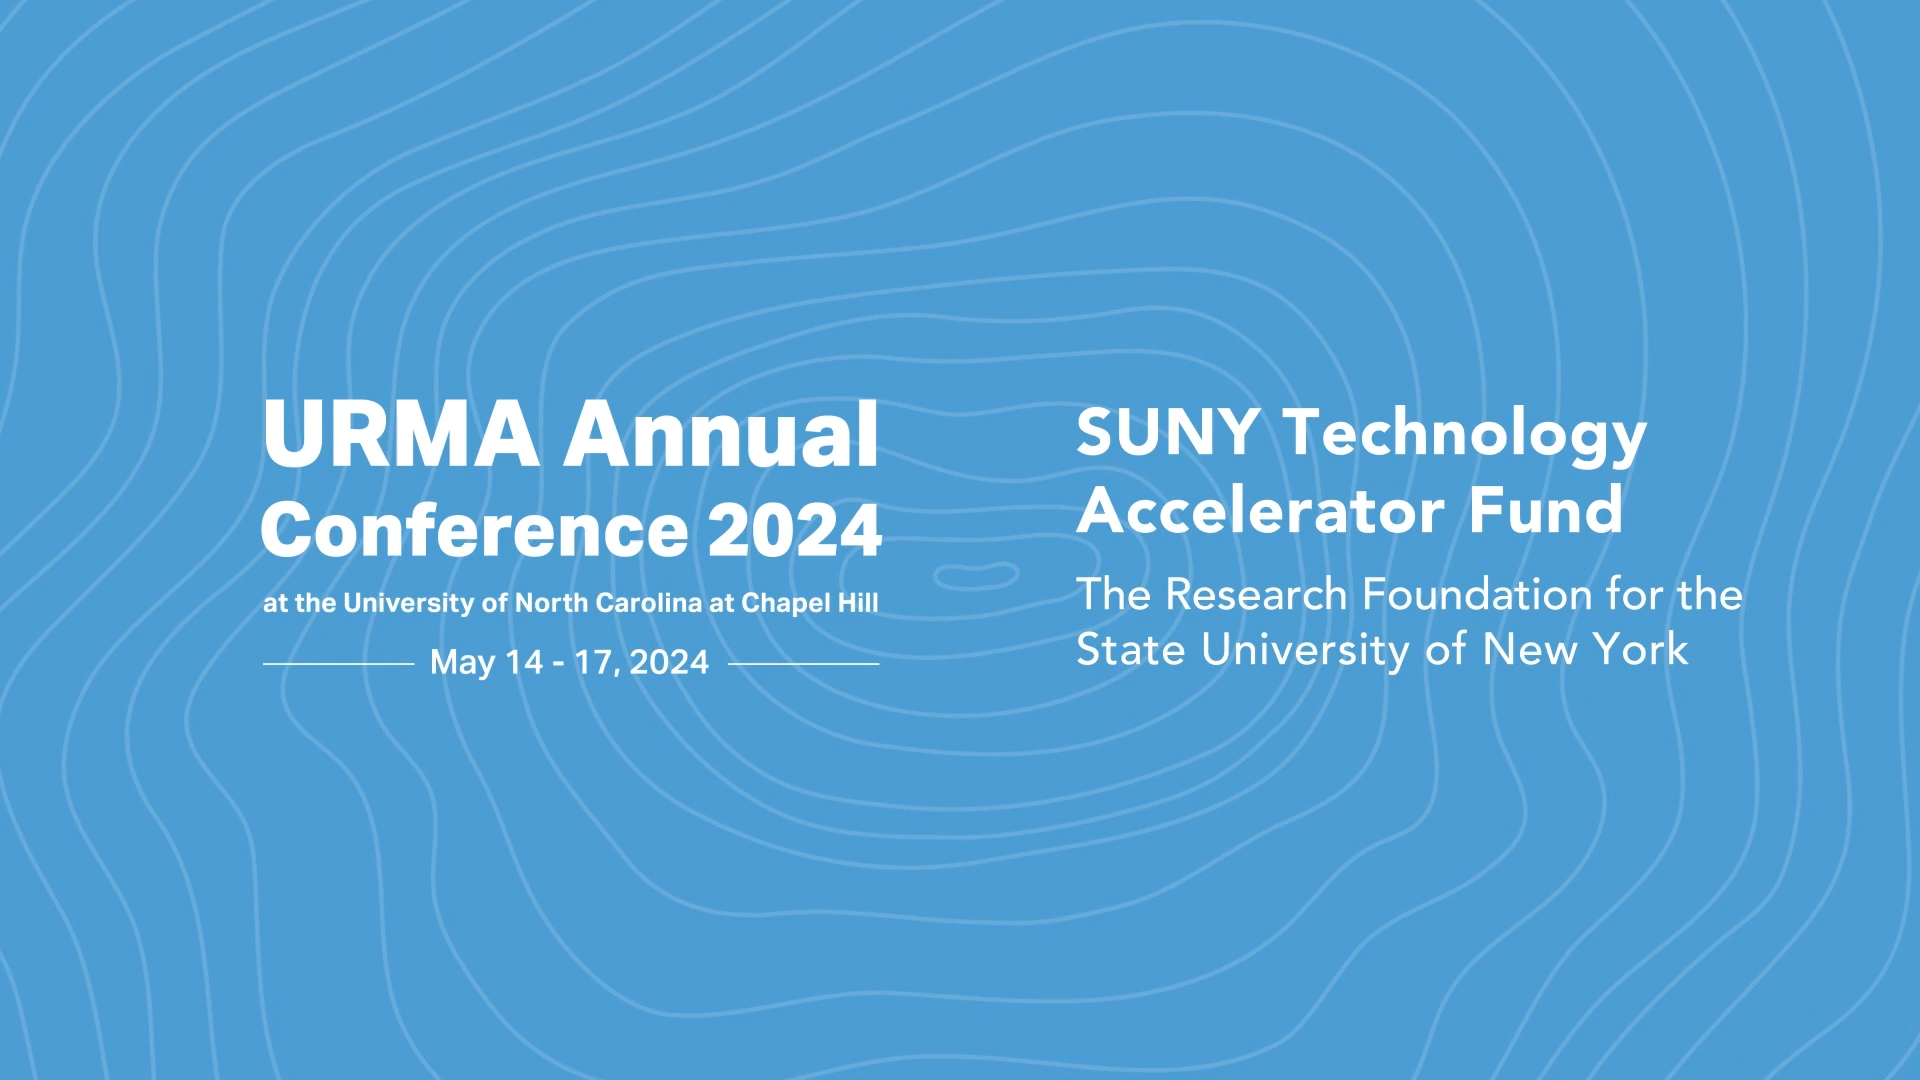 URMA Annual
Conference 2024
at the University of North Carolina at Chapel Hill
May 14 - 17, 2024
SUNY Technology
Accelerator Fund
The Research Foundation for the
State University of New York